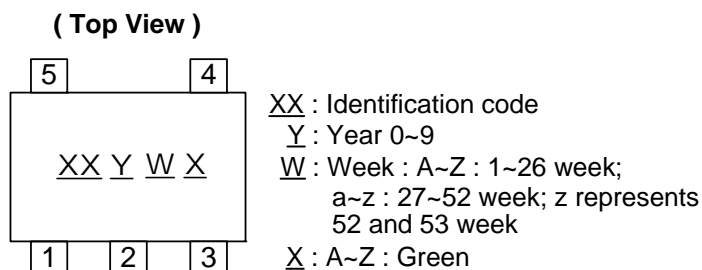 ( Top View )
5 4
XX Y W X
1 2 3
XX : Identification code
Y : Year 0~9
W : Week : A~Z : 1~26 week;
a~z : 27~52 week; z represents
52 and 53 week
X : A~Z : Green